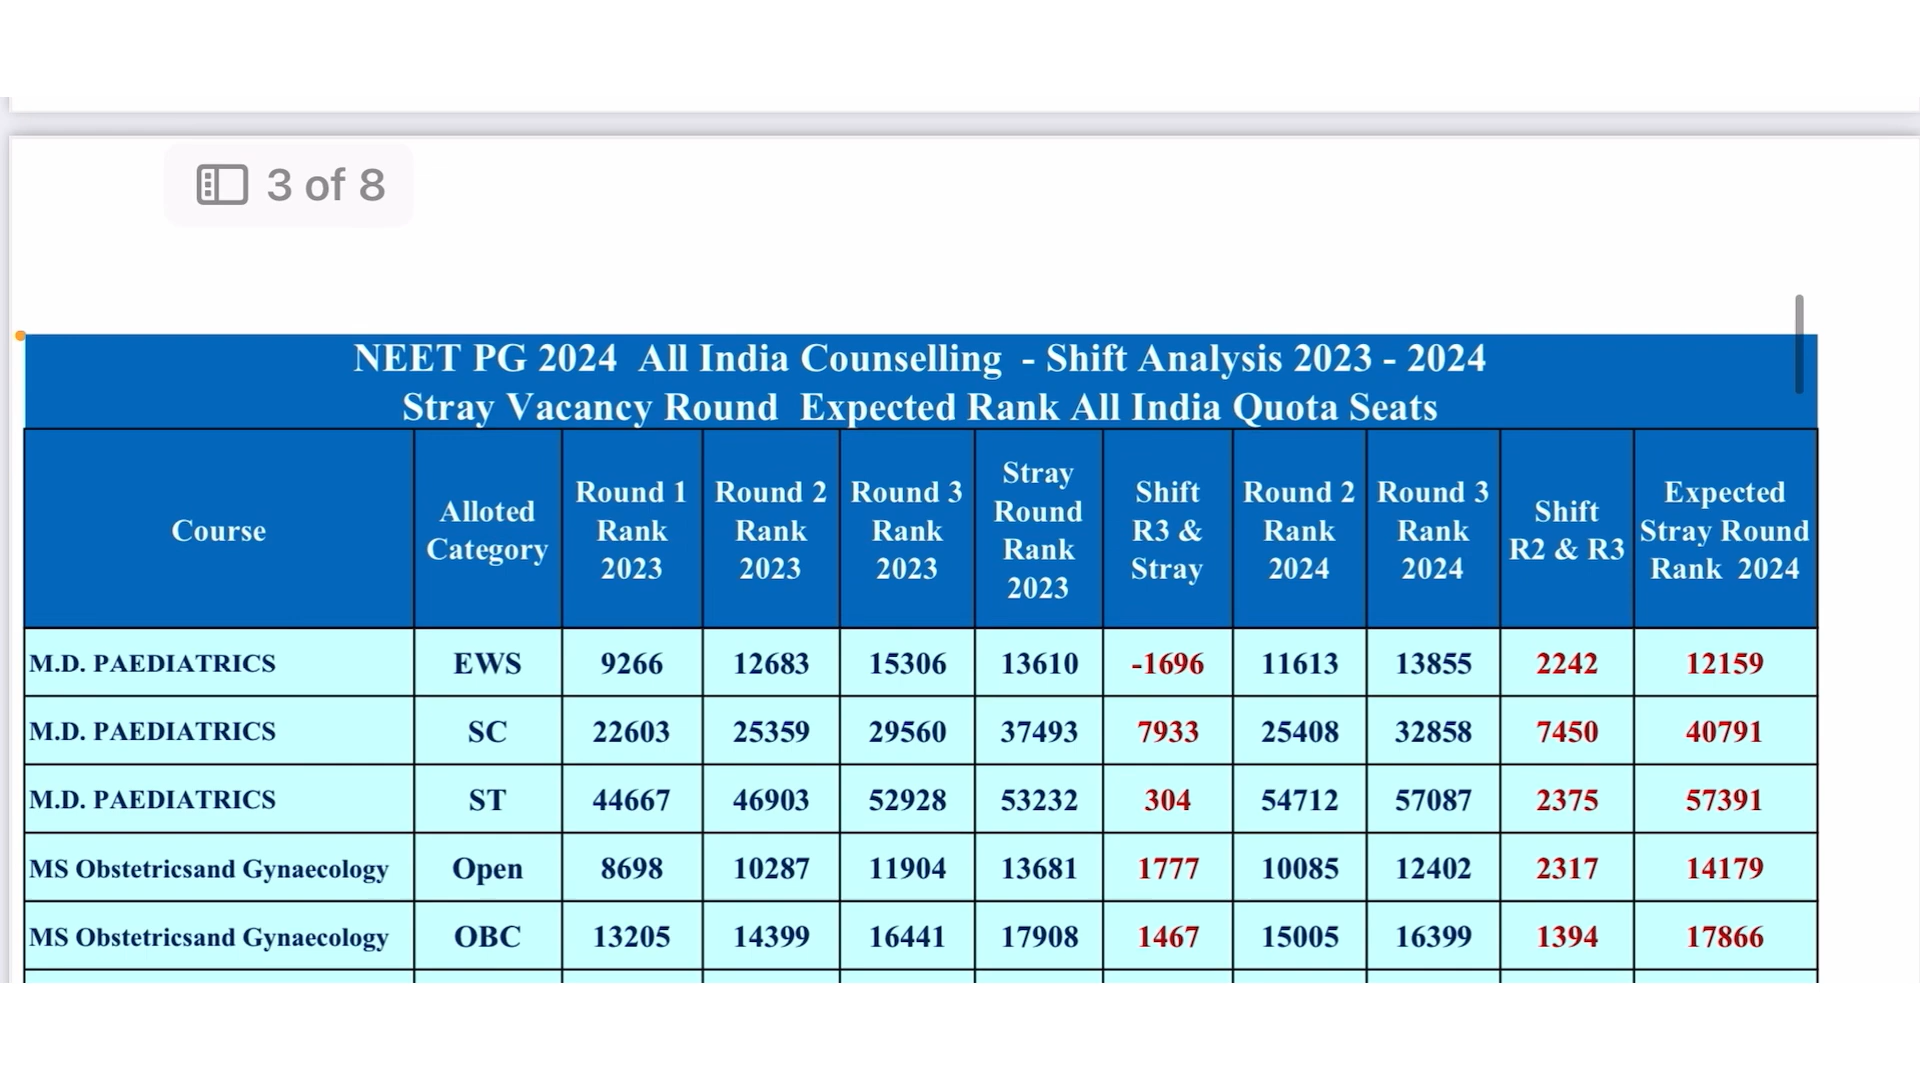 3 of 8
NEET PG 2024 All India Counselling - Shift Analysis 2023 - 2024
Stray Vacancy Round Expected Rank All India Quota Seats
Course Alloted Category Round 1 Rank 2023 Round 2 Rank 2023 Round 3 Rank 2023 Stray Round Rank 2023 Shift R3 & Stray Round 2 Rank 2024 Round 3 Rank 2024 Shift R2 & R3 Expected Stray Round Rank 2024
M.D. PAEDIATRICS EWS 9266 12683 15306 13610 -1696 11613 13855 2242 12159
M.D. PAEDIATRICS SC 22603 25359 29560 37493 7933 25408 32858 7450 40791
M.D. PAEDIATRICS ST 44667 46903 52928 53232 304 54712 57087 2375 57391
MS Obstetricsand Gynaecology Open 8698 10287 11904 13681 1777 10085 12402 2317 14179
MS Obstetricsand Gynaecology OBC 13205 14399 16441 17908 1467 15005 16399 1394 17866